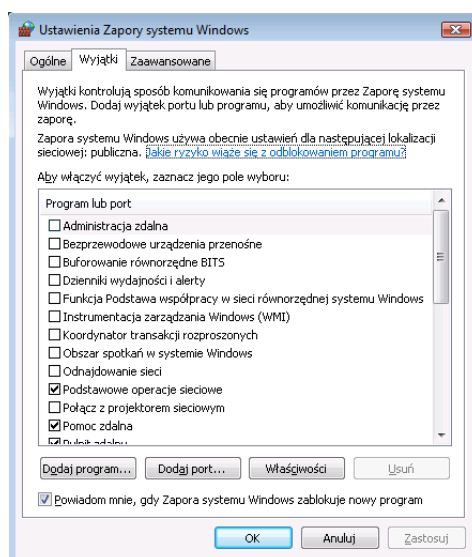 Ustawienia Zapory systemu Windows
Ogólne Wyjątki Zaawansowane
Wyjątki kontrolują sposób komunikowania się programów przez Zaporę systemu
Windows. Dodaj wyjątek portu lub programu, aby umożliwić komunikację przez
zaporę.
Zapora systemu Windows używa obecnie ustawień dla następującej lokalizacji
sieciowej: publiczna. Jakie ryzyko wiąże się z odblokowaniem programu?
Aby włączyć wyjątek, zaznacz jego pole wyboru:
Program lub port
Administracja zdalna
Bezprzewodowe urządzenia przenośne
Buforowanie równorzędne BITS
Dzienniki wydajności i alerty
Funkcja Podstawa współpracy w sieci równorzędnej systemu Windows
Instrumentacja zarządzania Windows (WMI)
Koordynator transakcji rozproszonych
Obszar spotkań w systemie Windows
Odnajdowanie sieci
Podstawowe operacje sieciowe
Połącz z projektorem sieciowym
Pomoc zdalna
Pulpit zdalny
Dodaj program... Dodaj port... Właściwości Usuń
Powiadom mnie, gdy Zapora systemu Windows zablokuje nowy program
OK Anuluj Zastosuj